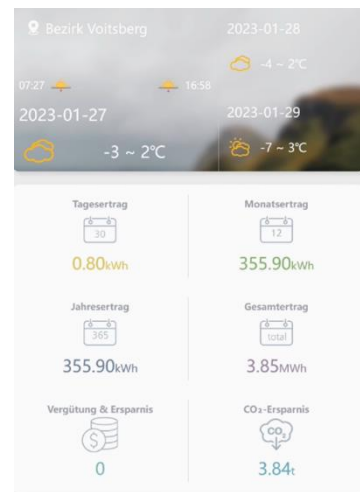 Bezirk Voitsberg
07:27
16:58
2023-01-27
-3 ~ 2℃
2023-01-28
-4 ~ 2℃
2023-01-29
-7 ~ 3℃
Tagesertrag
30
0.80kWh
Monatsertrag
12
355.90kWh
Jahresertrag
365
355.90kWh
Gesamtertrag
total
3.85MWh
Vergütung & Ersparnis
$
0
CO₂-Ersparnis
CO₂
3.84t